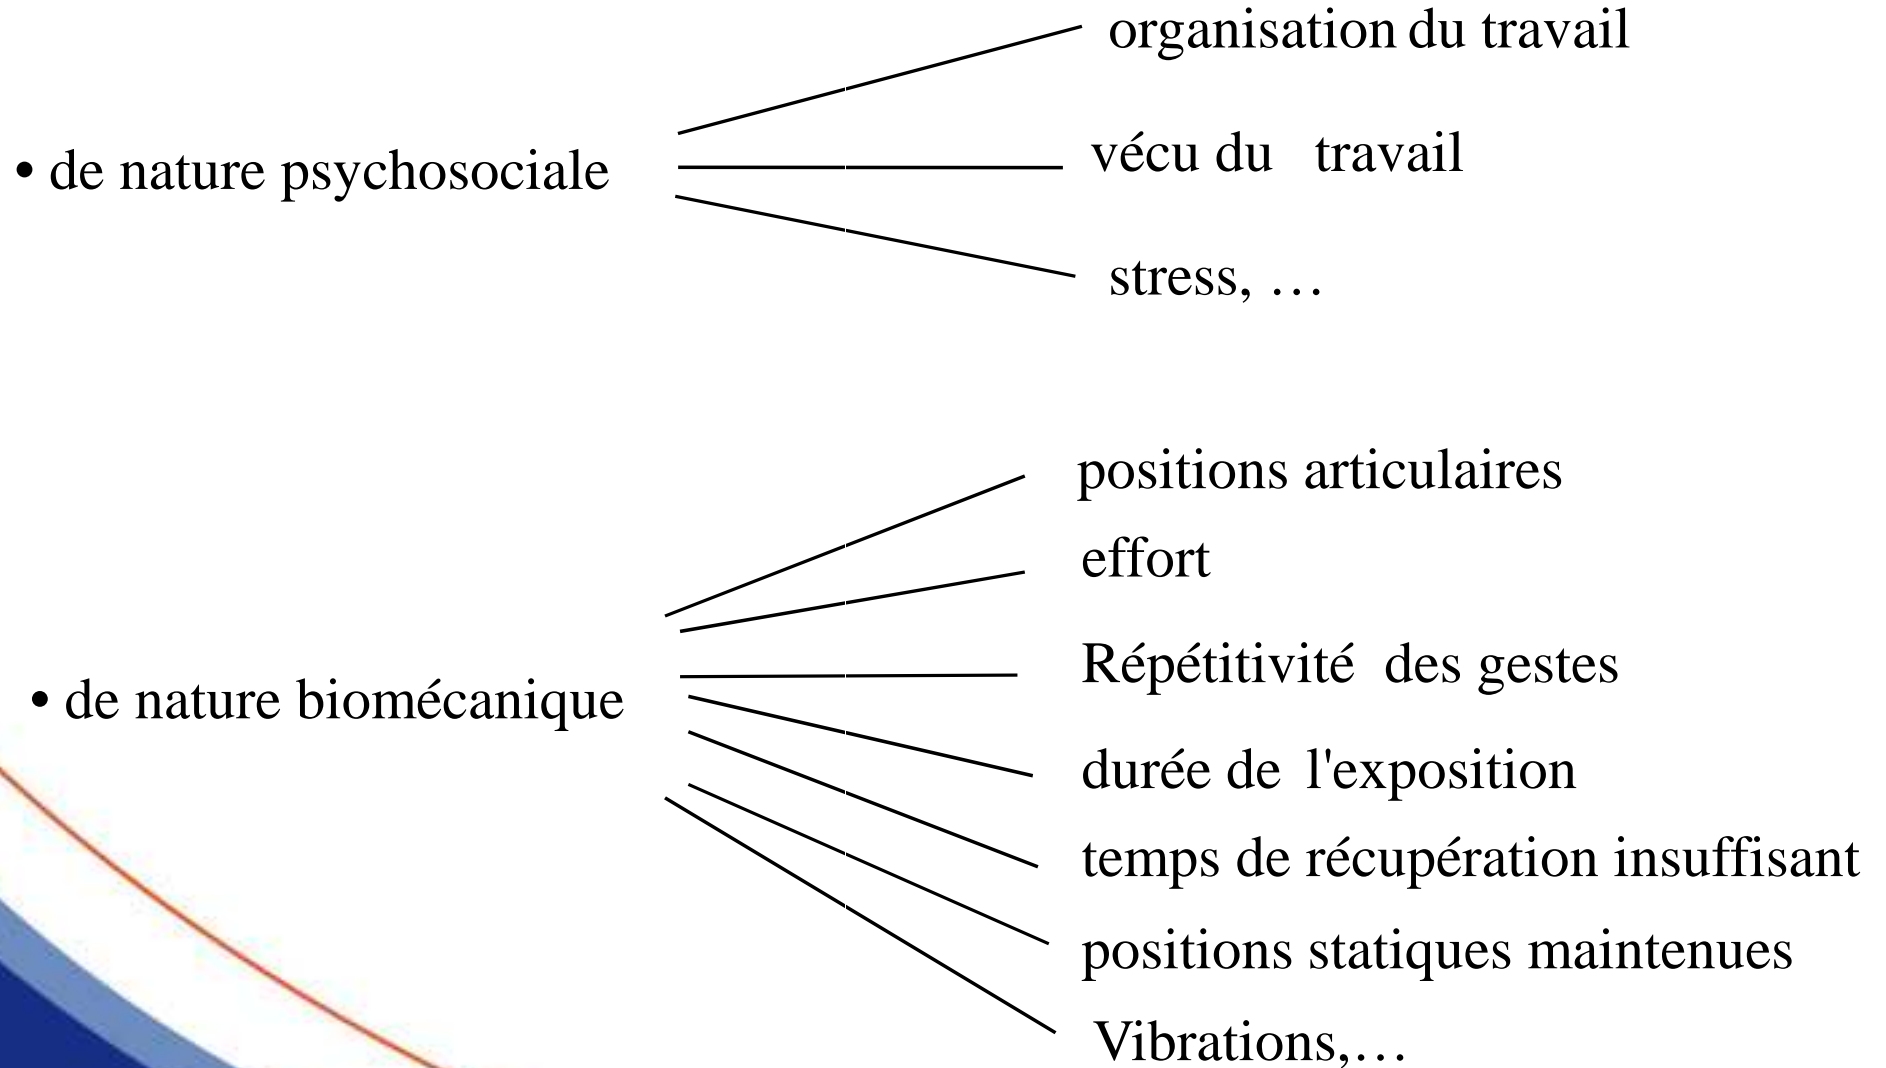 organisation du travail
• de nature psychosociale
vécu du travail
stress, …
positions articulaires
effort
Répétitivité des gestes
• de nature biomécanique
durée de l'exposition
temps de récupération insuffisant
positions statiques maintenues
Vibrations,…